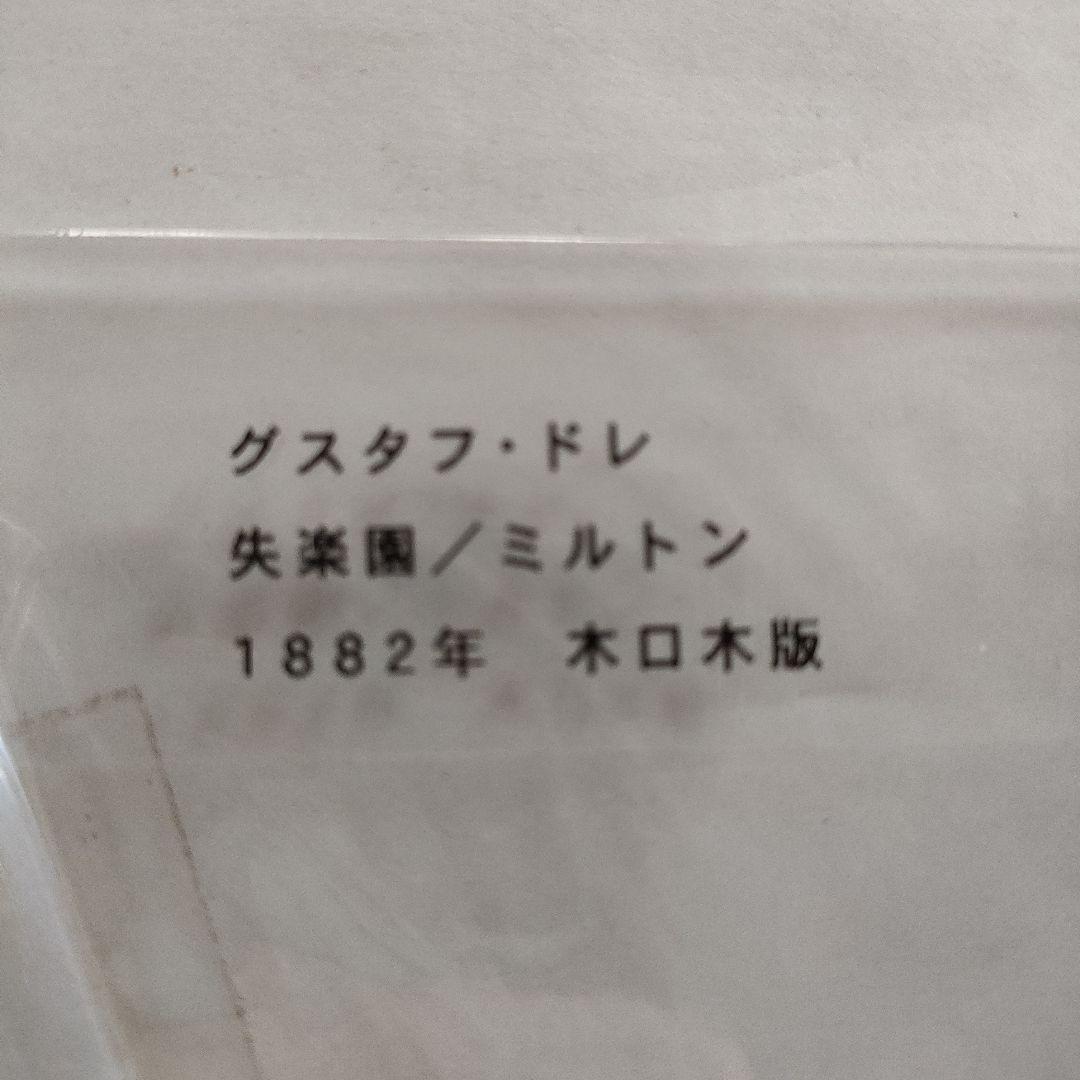 グスタフ・ドレ
失楽園／ミルトン
1882年　木口木版